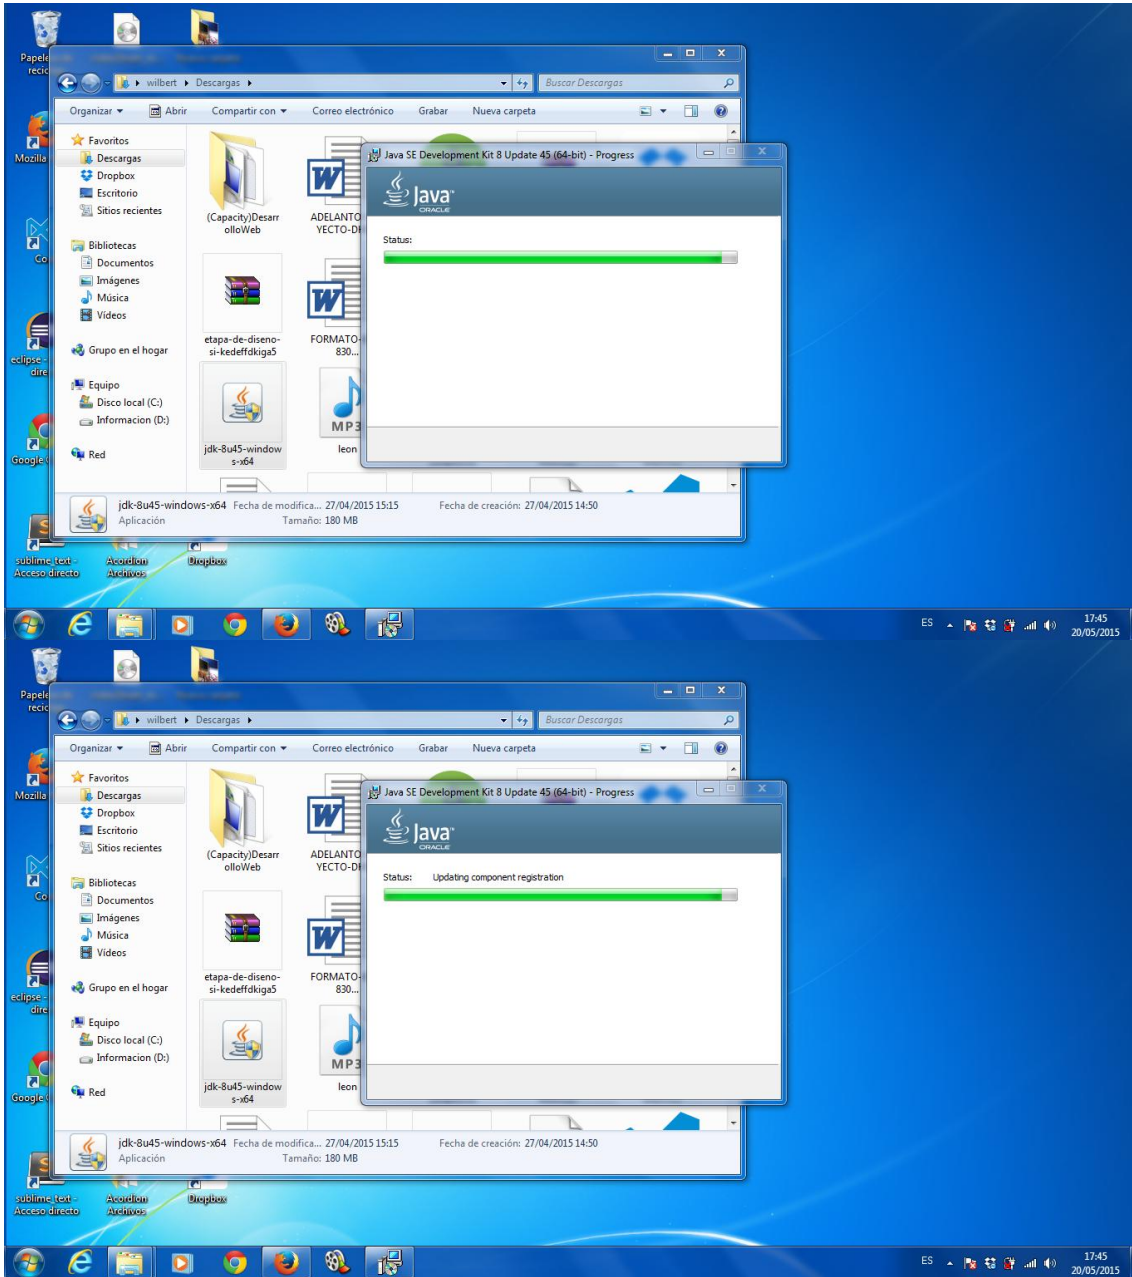 Papele
recic
wilbert
Descargas
Buscar Descargas
Organizar
Abrir
Compartir con
Correo electrónico
Grabar
Nueva carpeta
Favoritos
Descargas
Dropbox
Escritorio
Sitios recientes
Bibliotecas
Documentos
Imágenes
Música
Vídeos
Grupo en el hogar
Equipo
Disco local (C:)
Informacion (D:)
Red
Mozilla
Co
eclipse -
dire
Google
(Capacity)Desarr
olloWeb
ADELANTO
YECTO-D
etapa-de-diseno-
si-kedeffdkiga5
FORMATO-
830...
jdk-8u45-window
s-x64
MP3
leon
Java SE Development Kit 8 Update 45 (64-bit) - Progress
Java™
ORACLE
Status:
jdk-8u45-windows-x64 Fecha de modifica... 27/04/2015 15:15 Fecha de creación: 27/04/2015 14:50
Aplicación Tamaño: 180 MB
sublime_text -
Acceso directo
Acordion
Archivos
Dropbox
ES
17:45
20/05/2015
Papele
recic
wilbert
Descargas
Buscar Descargas
Organizar
Abrir
Compartir con
Correo electrónico
Grabar
Nueva carpeta
Favoritos
Descargas
Dropbox
Escritorio
Sitios recientes
Bibliotecas
Documentos
Imágenes
Música
Vídeos
Grupo en el hogar
Equipo
Disco local (C:)
Informacion (D:)
Red
Mozilla
Co
eclipse -
dire
Google
(Capacity)Desarr
olloWeb
ADELANTO
YECTO-D
etapa-de-diseno-
si-kedeffdkiga5
FORMATO-
830...
jdk-8u45-window
s-x64
MP3
leon
Java SE Development Kit 8 Update 45 (64-bit) - Progress
Java™
ORACLE
Status: Updating component registration
jdk-8u45-windows-x64 Fecha de modifica... 27/04/2015 15:15 Fecha de creación: 27/04/2015 14:50
Aplicación Tamaño: 180 MB
sublime_text -
Acceso directo
Acordion
Archivos
Dropbox
ES
17:45
20/05/2015